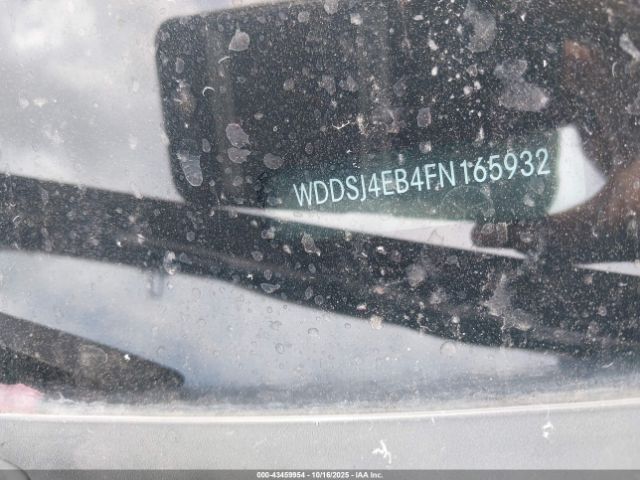 WDDSJ4EB4FN165932
000-43459954 | 10/16/2025 | IAA Inc.